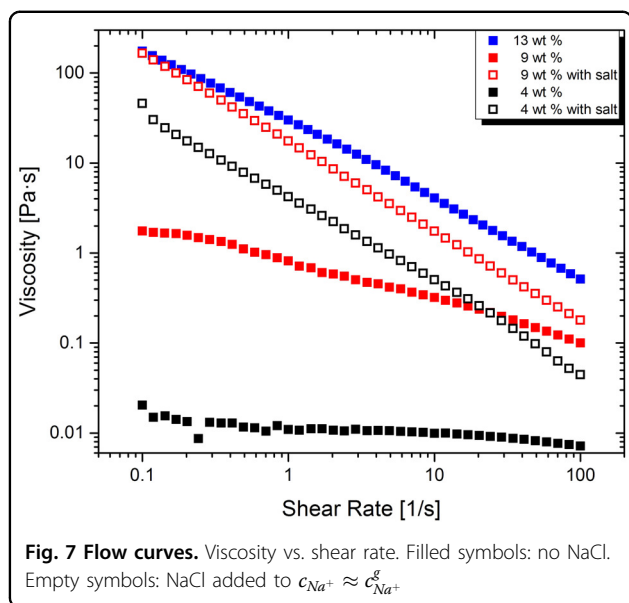 13 wt %
9 wt %
9 wt % with salt
4 wt %
4 wt % with salt
100
10
1
0.1
0.01
Viscosity [Pa·s]
0.1
1
10
100
Shear Rate [1/s]
Fig. 7 Flow curves. Viscosity vs. shear rate. Filled symbols: no NaCl.
Empty symbols: NaCl added to c_{Na^+} ≈ c^g_{Na^+}